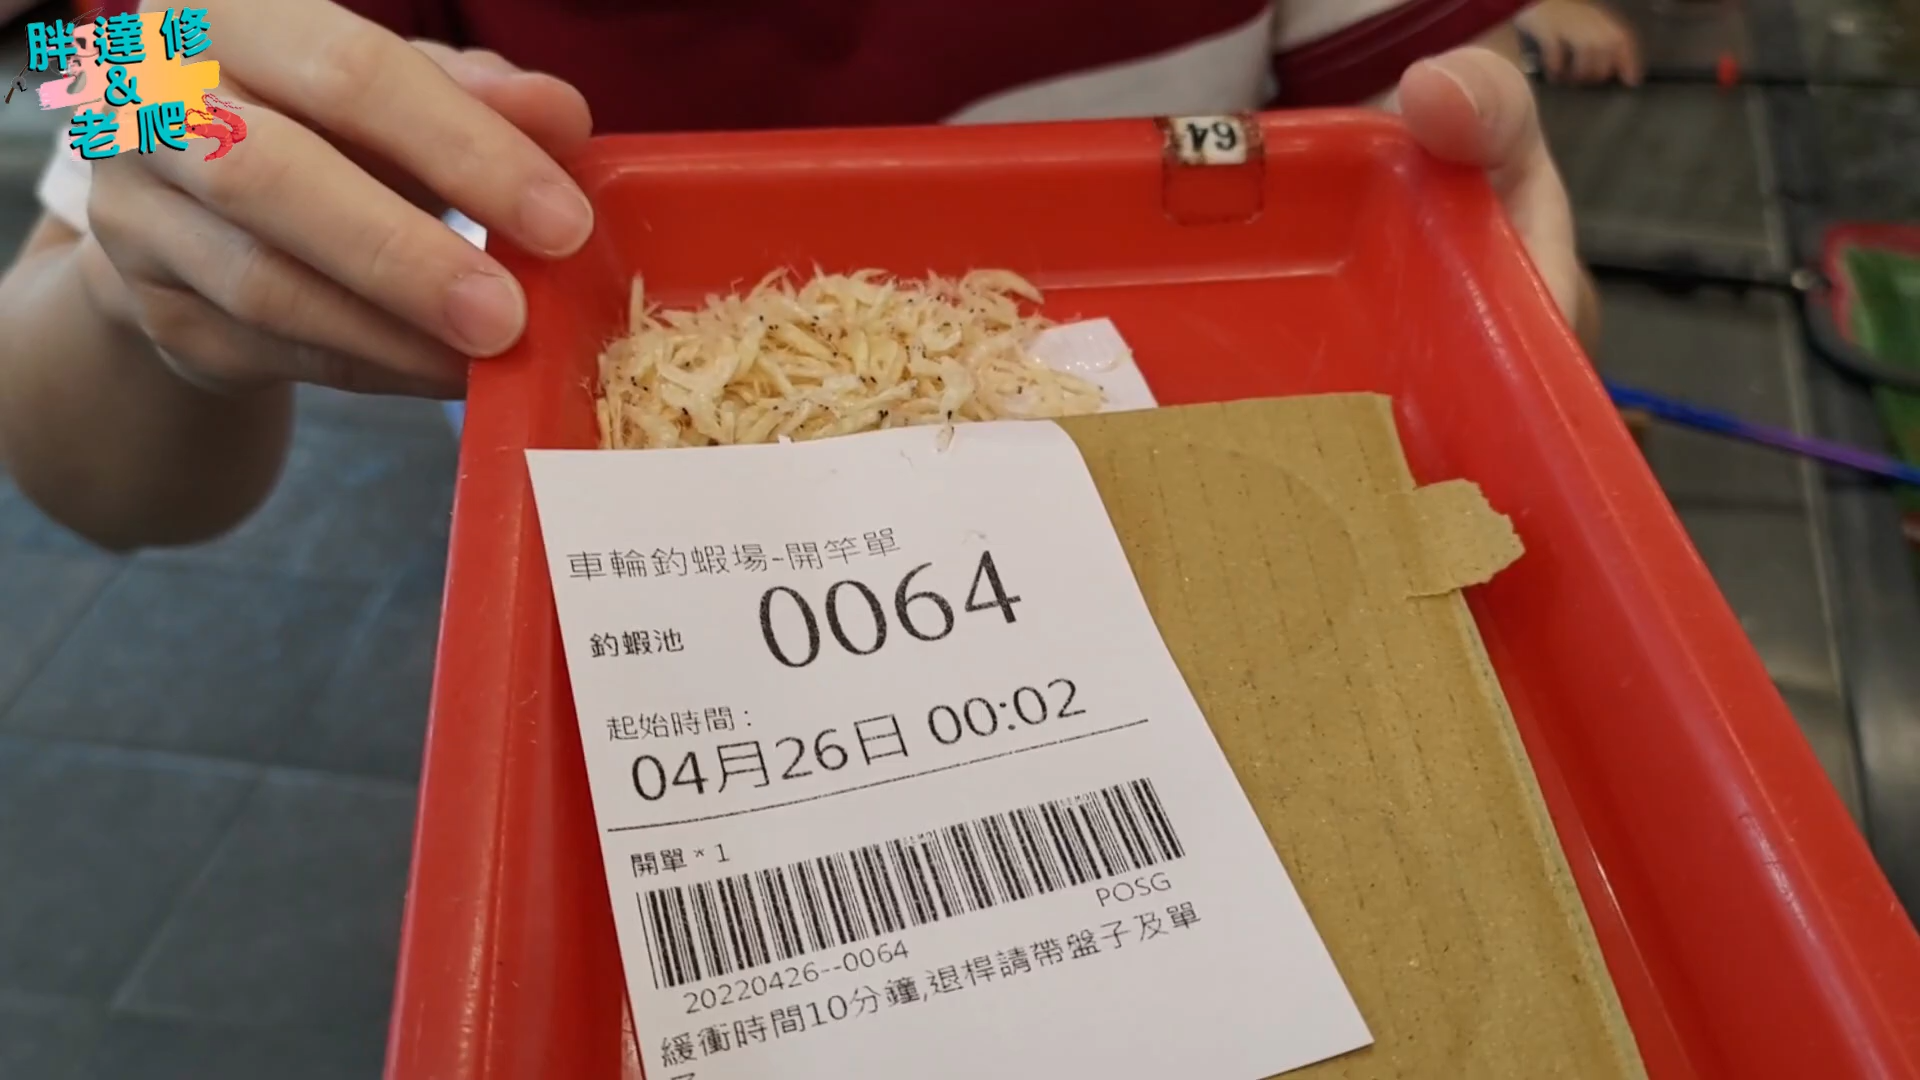 胖達修
&
老爬
64
車輪釣蝦場-開竿單
釣蝦池 0064
起始時間:
04月26日 00:02
開單 * 1
POSG
20220426--0064
緩衝時間10分鐘,退桿請帶盤子及單